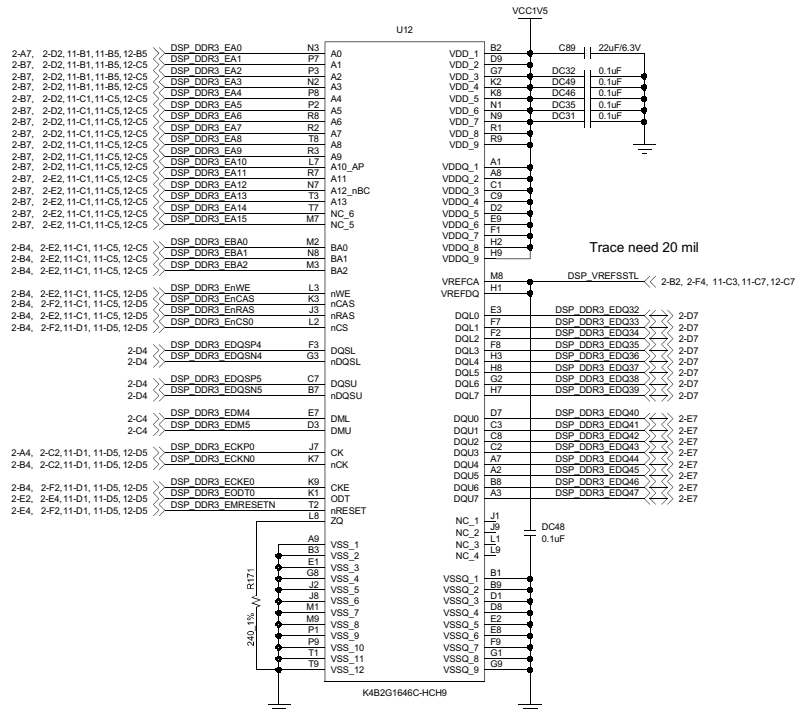 VCC1V5
U12
2-A7, 2-D2,11-B1,11-B5,12-B5 DSP_DDR3_EA0 N3 A0
2-B7, 2-D2,11-B1,11-B5,12-C5 DSP_DDR3_EA1 P7 A1
2-B7, 2-D2,11-B1,11-B5,12-C5 DSP_DDR3_EA2 P3 A2
2-B7, 2-D2,11-B1,11-B5,12-C5 DSP_DDR3_EA3 N2 A3
2-B7, 2-D2,11-C1,11-C5,12-C5 DSP_DDR3_EA4 P8 A4
2-B7, 2-D2,11-C1,11-C5,12-C5 DSP_DDR3_EA5 P2 A5
2-B7, 2-D2,11-C1,11-C5,12-C5 DSP_DDR3_EA6 R8 A6
2-B7, 2-D2,11-C1,11-C5,12-C5 DSP_DDR3_EA7 R2 A7
2-B7, 2-D2,11-C1,11-C5,12-C5 DSP_DDR3_EA8 T8 A8
2-B7, 2-D2,11-C1,11-C5,12-C5 DSP_DDR3_EA9 R3 A9
2-B7, 2-D2,11-C1,11-C5,12-C5 DSP_DDR3_EA10 L7 A10_AP
2-B7, 2-E2,11-C1,11-C5,12-C5 DSP_DDR3_EA11 R7 A11
2-B7, 2-E2,11-C1,11-C5,12-C5 DSP_DDR3_EA12 N7 A12_nBC
2-B7, 2-E2,11-C1,11-C5,12-C5 DSP_DDR3_EA13 T3 A13
2-B7, 2-E2,11-C1,11-C5,12-C5 DSP_DDR3_EA14 T7 NC_6
2-B7, 2-E2,11-C1,11-C5,12-C5 DSP_DDR3_EA15 M7 NC_5
2-B4, 2-E2,11-C1,11-C5,12-C5 DSP_DDR3_EBA0 M2 BA0
2-B4, 2-E2,11-C1,11-C5,12-C5 DSP_DDR3_EBA1 N8 BA1
2-B4, 2-E2,11-C1,11-C5,12-C5 DSP_DDR3_EBA2 M3 BA2
2-B4, 2-E2,11-C1,11-C5,12-C5 DSP_DDR3_EnWE L3 nWE
2-B4, 2-F2,11-C1,11-C5,12-D5 DSP_DDR3_EnCAS K3 nCAS
2-B4, 2-E2,11-C1,11-C5,12-D5 DSP_DDR3_EnRAS J3 nRAS
2-B4, 2-F2,11-D1,11-D5,12-D5 DSP_DDR3_EnCS0 L2 nCS
2-D4 DSP_DDR3_EDQSP4 F3 DQSL
2-D4 DSP_DDR3_EDQSN4 G3 nDQSL
2-D4 DSP_DDR3_EDQSP5 C7 DQSU
2-D4 DSP_DDR3_EDQSN5 B7 nDQSU
2-C4 DSP_DDR3_EDM4 E7 DML
2-C4 DSP_DDR3_EDM5 D3 DMU
2-A4, 2-C2,11-D1,11-D5,12-D5 DSP_DDR3_ECKP0 J7 CK
2-B4, 2-C2,11-D1,11-D5,12-D5 DSP_DDR3_ECKN0 K7 nCK
2-B4, 2-F2,11-D1,11-D5,12-D5 DSP_DDR3_ECKE0 K9 CKE
2-E2, 2-E4,11-D1,11-D5,12-D5 DSP_DDR3_EODT0 K1 ODT
2-E4, 2-F2,11-D1,11-D5,12-D5 DSP_DDR3_EMRESETN T2 nRESET
L8 ZQ
R171
240_1%
A9 VSS_1
B3 VSS_2
E1 VSS_3
G8 VSS_4
J2 VSS_5
J8 VSS_6
M1 VSS_7
M9 VSS_8
P1 VSS_9
P9 VSS_10
T1 VSS_11
T9 VSS_12
VDD_1 B2 C89 22uF/6.3V
VDD_2 D9
VDD_3 G7 DC32 0.1uF
VDD_4 K2 DC49 0.1uF
VDD_5 K8 DC46 0.1uF
VDD_6 N1 DC35 0.1uF
VDD_7 N9 DC31 0.1uF
VDD_8 R1
VDD_9 R9
VDDQ_1 A1
VDDQ_2 A8
VDDQ_3 C1
VDDQ_4 C9
VDDQ_5 D2
VDDQ_6 E9
VDDQ_7 F1
VDDQ_8 H2
VDDQ_9 H9
Trace need 20 mil
VREFCA M8 DSP_VREFSSTL 2-B2, 2-F4, 11-C3,11-C7,12-C7
VREFDQ H1
DQL0 E3 DSP_DDR3_EDQ32 2-D7
DQL1 F7 DSP_DDR3_EDQ33 2-D7
DQL2 F2 DSP_DDR3_EDQ34 2-D7
DQL3 F8 DSP_DDR3_EDQ35 2-D7
DQL4 H3 DSP_DDR3_EDQ36 2-D7
DQL5 H8 DSP_DDR3_EDQ37 2-D7
DQL6 G2 DSP_DDR3_EDQ38 2-D7
DQL7 H7 DSP_DDR3_EDQ39 2-D7
DQU0 D7 DSP_DDR3_EDQ40 2-E7
DQU1 C3 DSP_DDR3_EDQ41 2-E7
DQU2 C8 DSP_DDR3_EDQ42 2-E7
DQU3 C2 DSP_DDR3_EDQ43 2-E7
DQU4 A7 DSP_DDR3_EDQ44 2-E7
DQU5 A2 DSP_DDR3_EDQ45 2-E7
DQU6 B8 DSP_DDR3_EDQ46 2-E7
DQU7 A3 DSP_DDR3_EDQ47 2-E7
NC_1 J1
NC_2 J9
NC_3 L1
NC_4 L9
DC48
0.1uF
VSSQ_1 B1
VSSQ_2 B9
VSSQ_3 D1
VSSQ_4 D8
VSSQ_5 E2
VSSQ_6 E8
VSSQ_7 F9
VSSQ_8 G1
VSSQ_9 G9
K4B2G1646C-HCH9